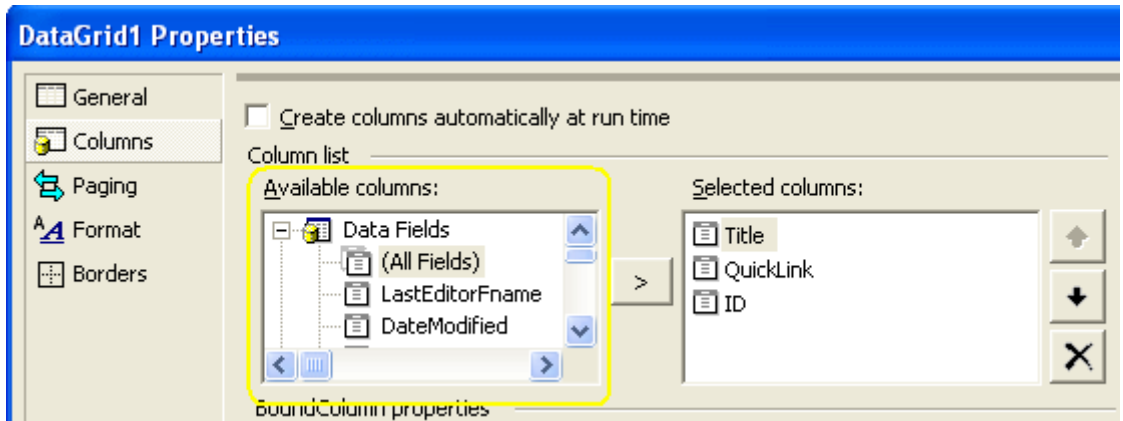 DataGrid1 Properties
General
Columns
Paging
Format
Borders
Create columns automatically at run time
Column list
Available columns:
Data Fields
(All Fields)
LastEditorFname
DateModified
>
Selected columns:
Title
QuickLink
ID
BoundColumn properties